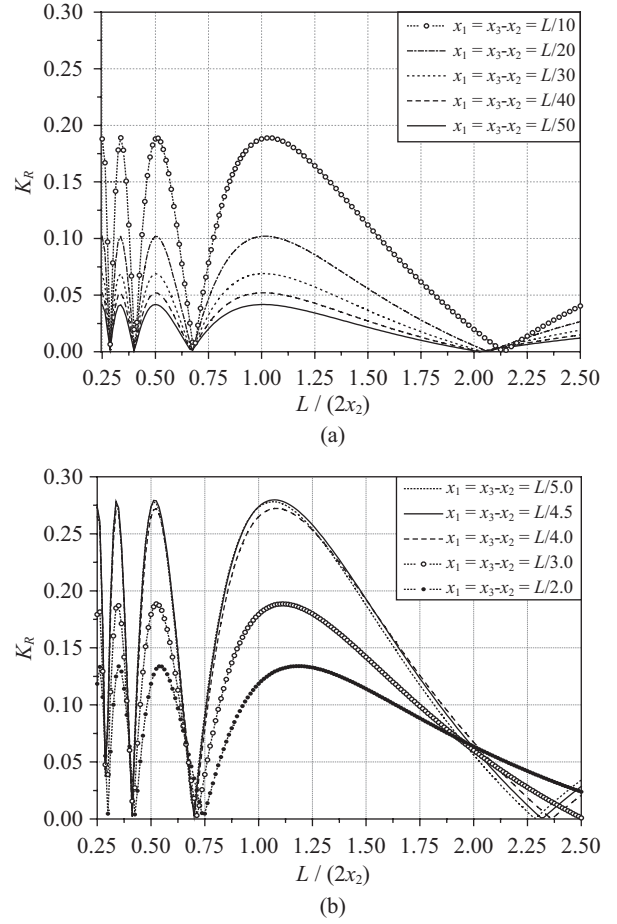 0.30
0.25
0.20
0.15
0.10
0.05
0.00
K_R
x₁ = x₃-x₂ = L/10
x₁ = x₃-x₂ = L/20
x₁ = x₃-x₂ = L/30
x₁ = x₃-x₂ = L/40
x₁ = x₃-x₂ = L/50
0.25 0.50 0.75 1.00 1.25 1.50 1.75 2.00 2.25 2.50
L / (2x₂)
(a)
0.30
0.25
0.20
0.15
0.10
0.05
0.00
K_R
x₁ = x₃-x₂ = L/5.0
x₁ = x₃-x₂ = L/4.5
x₁ = x₃-x₂ = L/4.0
x₁ = x₃-x₂ = L/3.0
x₁ = x₃-x₂ = L/2.0
0.25 0.50 0.75 1.00 1.25 1.50 1.75 2.00 2.25 2.50
L / (2x₂)
(b)